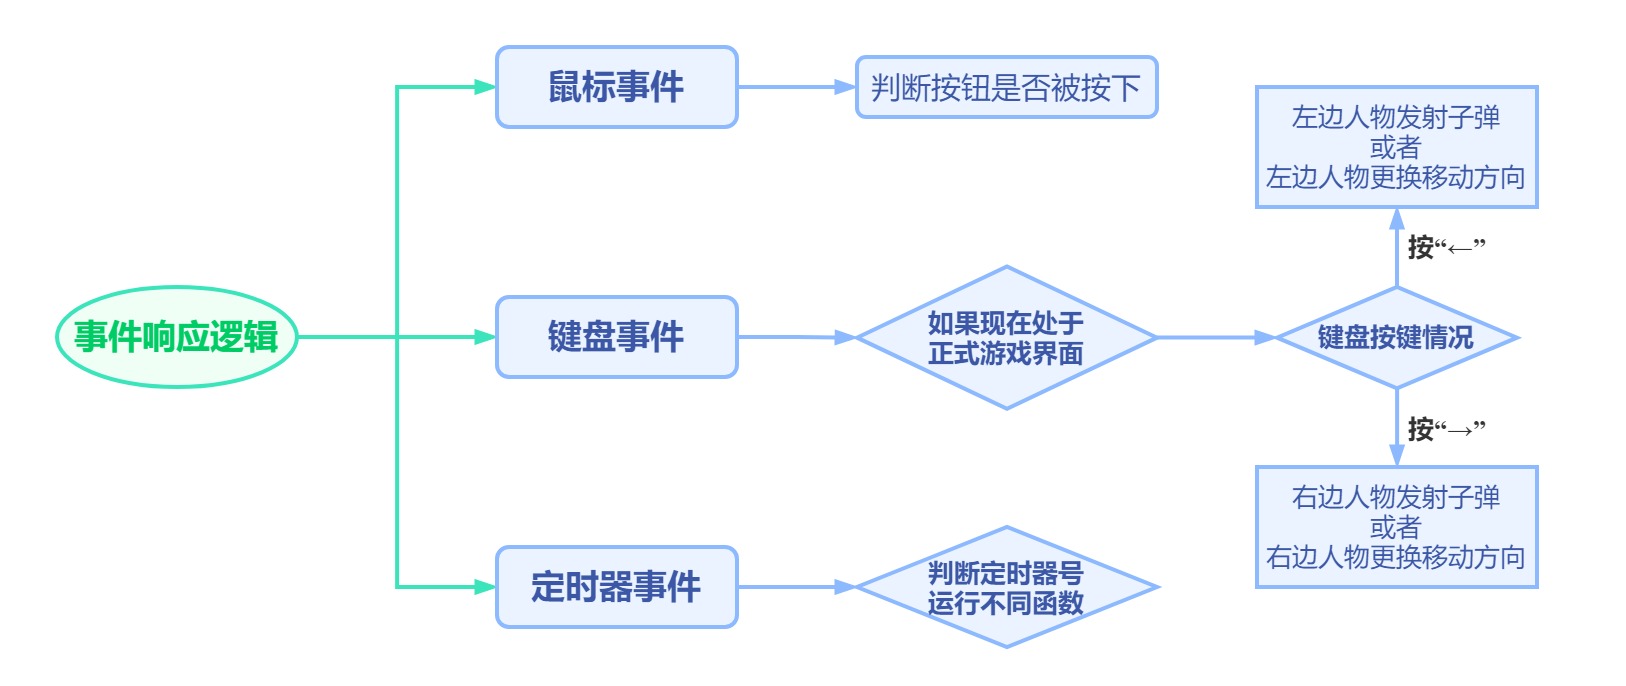 事件响应逻辑
鼠标事件
判断按钮是否被按下
键盘事件
如果现在处于
正式游戏界面
键盘按键情况
按“←”
左边人物发射子弹
或者
左边人物更换移动方向
按“→”
右边人物发射子弹
或者
右边人物更换移动方向
定时器事件
判断定时器号
运行不同函数